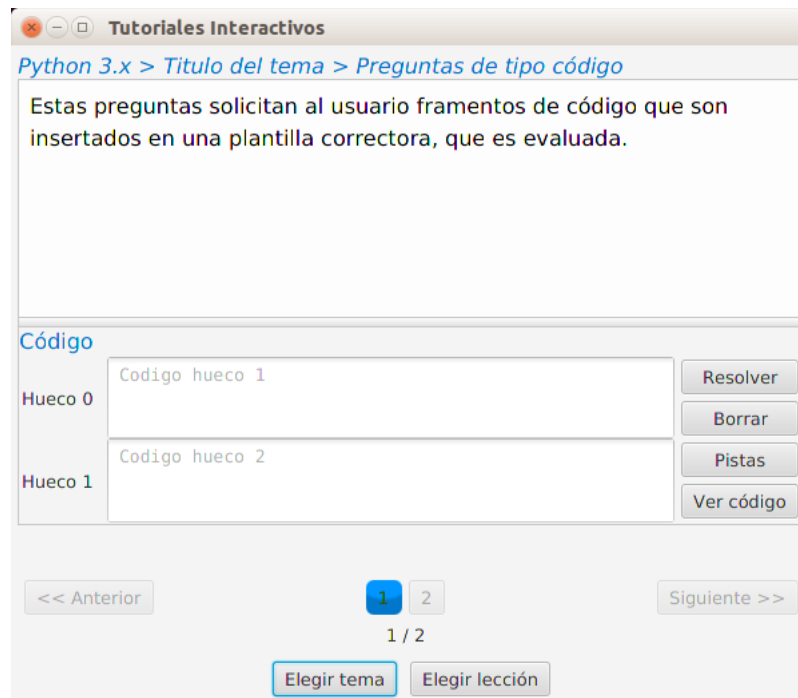 Tutoriales Interactivos
Python 3.x > Titulo del tema > Preguntas de tipo código
Estas preguntas solicitan al usuario framentos de código que son
insertados en una plantilla correctora, que es evaluada.
Código
Hueco 0
Codigo hueco 1
Resolver
Borrar
Hueco 1
Codigo hueco 2
Pistas
Ver código
<< Anterior
1
2
Siguiente >>
1 / 2
Elegir tema
Elegir lección